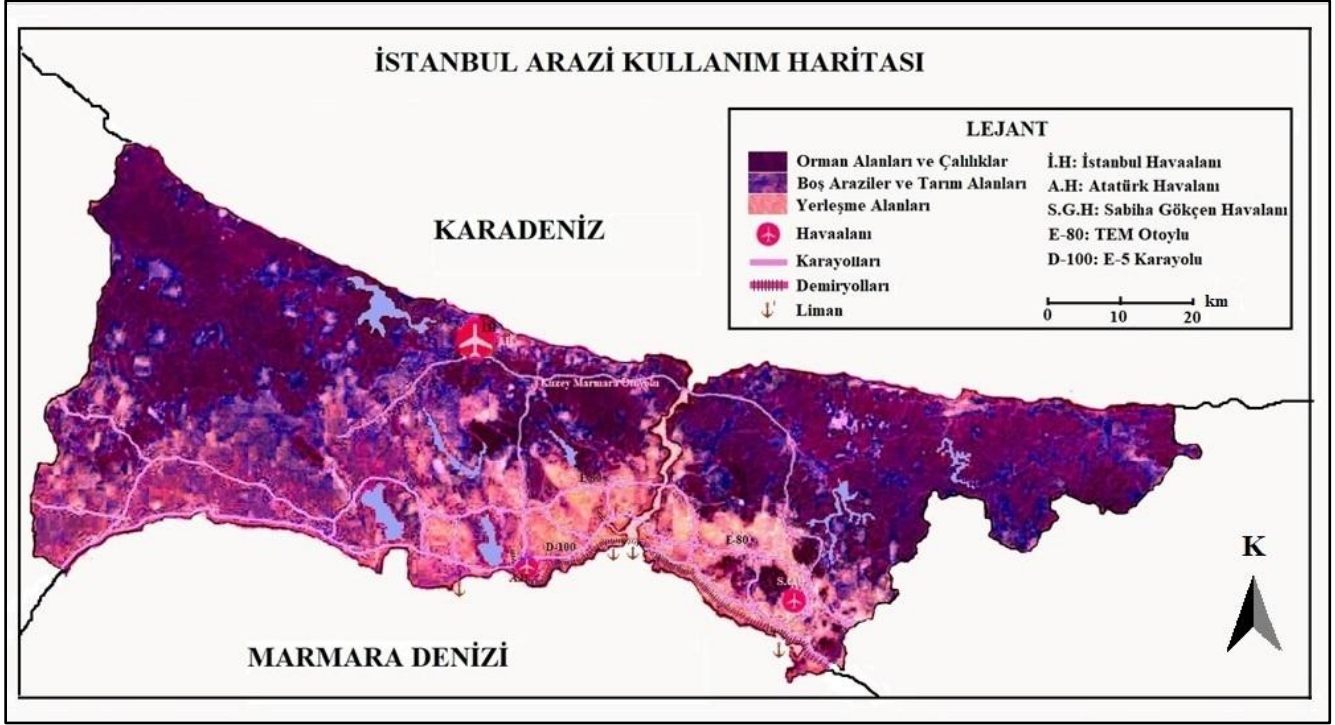 İSTANBUL ARAZİ KULLANIM HARİTASI
LEJANT
Orman Alanları ve Çalılıklar
Boş Araziler ve Tarım Alanları
Yerleşme Alanları
Havaalanı
Karayolları
Demiryolları
Liman
İ.H: İstanbul Havaalanı
A.H: Atatürk Havalanı
S.G.H: Sabiha Gökçen Havalanı
E-80: TEM Otoylu
D-100: E-5 Karayolu
km
0 10 20
KARADENİZ
Kuzey Marmara Otoyolu
D-100
E-80
K
MARMARA DENİZİ